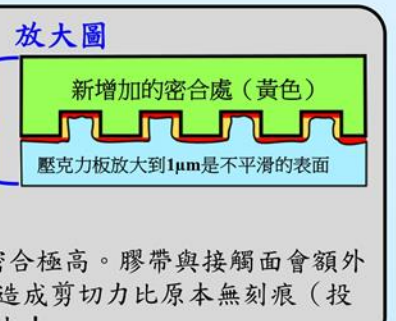 放大圖
新增加的密合處（黃色）
壓克力板放大到1μm是不平滑的表面
密合極高。膠帶與接觸面會額外
造成剪切力比原本無刻痕（投